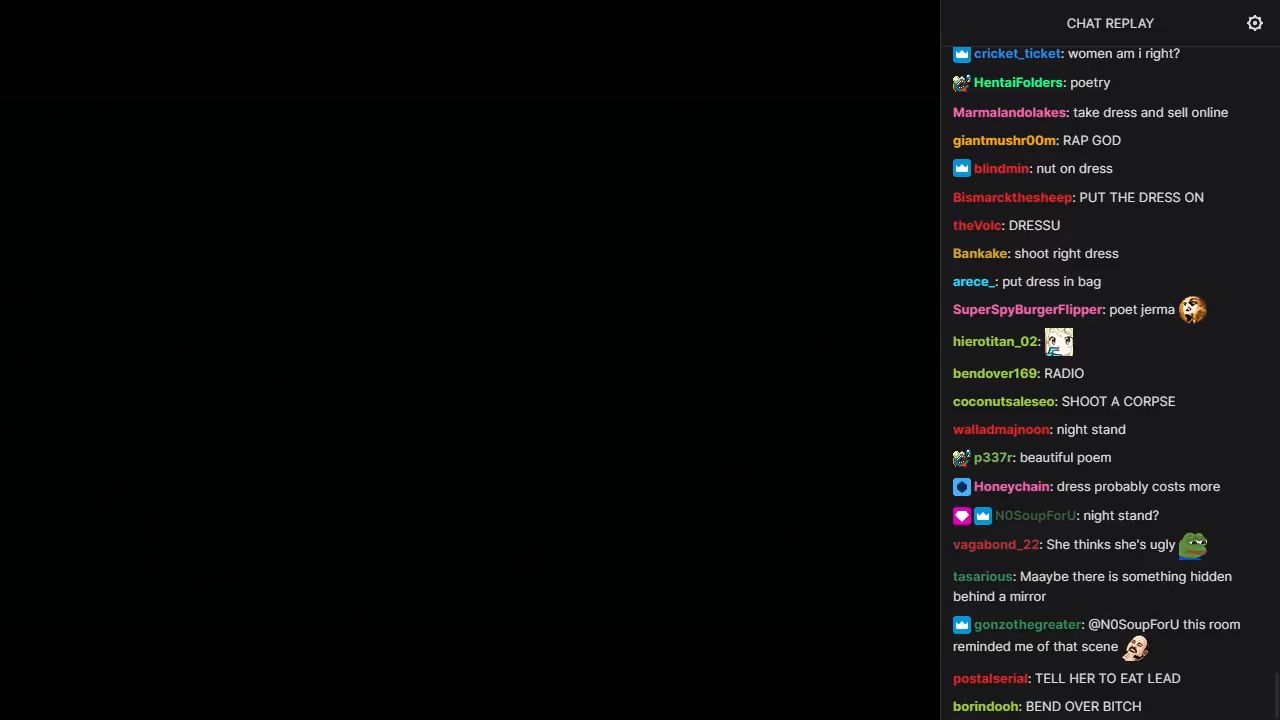 CHAT REPLAY
cricket_ticket: women am i right?
HentaiFolders: poetry
Marmalandolakes: take dress and sell online
giantmushr00m: RAP GOD
blindmin: nut on dress
Bismarckthesheep: PUT THE DRESS ON
theVolc: DRESSU
Bankake: shoot right dress
arece_: put dress in bag
SuperSpyBurgerFlipper: poet jerma
hierotitan_02:
bendover169: RADIO
coconutsaleseo: SHOOT A CORPSE
walladmajnoon: night stand
p337r: beautiful poem
Honeychain: dress probably costs more
N0SoupForU: night stand?
vagabond_22: She thinks she's ugly
tasarious: Maaybe there is something hidden
behind a mirror
gonzothegreater: @N0SoupForU this room
reminded me of that scene
postalserial: TELL HER TO EAT LEAD
borindooh: BEND OVER BITCH